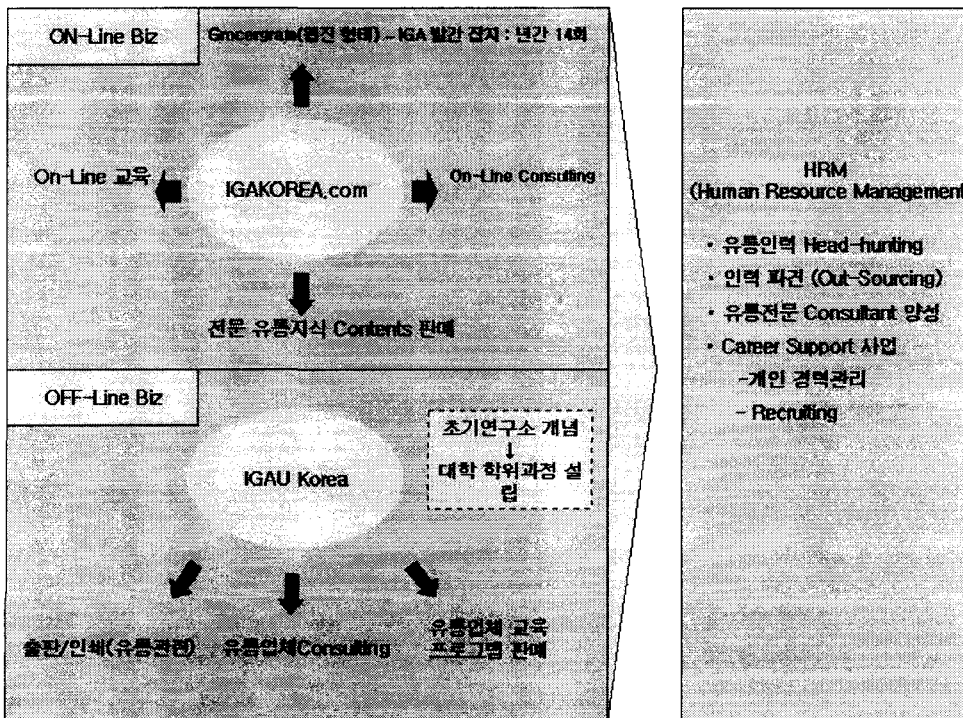 ON-Line Biz
Grocersgram(웹진 형태) - IGA 발간 잡지 : 년간 14회
On-Line 교육
IGAKOREA.com
On-Line Consulting
전문 유통지식 Contents 판매
OFF-Line Biz
초기연구소 개념
↓
대학 학위과정 설
립
IGAU Korea
출판/인쇄(유통관련)
유통업체Consulting
유통업체 교육
프로그램 판매
HRM
(Human Resource Management
· 유통인력 Head-hunting
· 인력 파견 (Out-Sourcing)
· 유통전문 Consultant 양성
· Career Support 사업
-개인 경력관리
- Recruiting